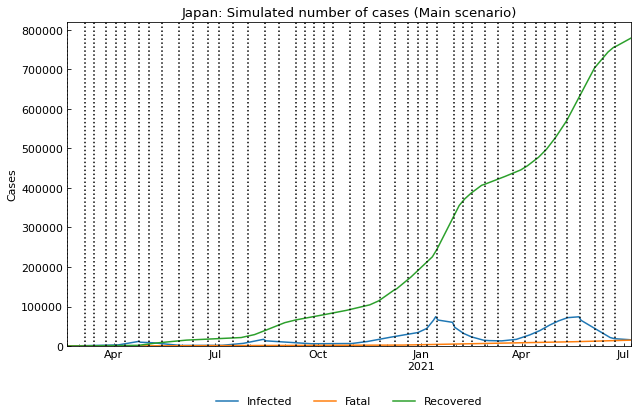 Japan: Simulated number of cases (Main scenario)
800000
700000
600000
500000
400000
300000
200000
100000
0
Cases
Apr Jul Oct Jan Apr Jul
2021
Infected Fatal Recovered